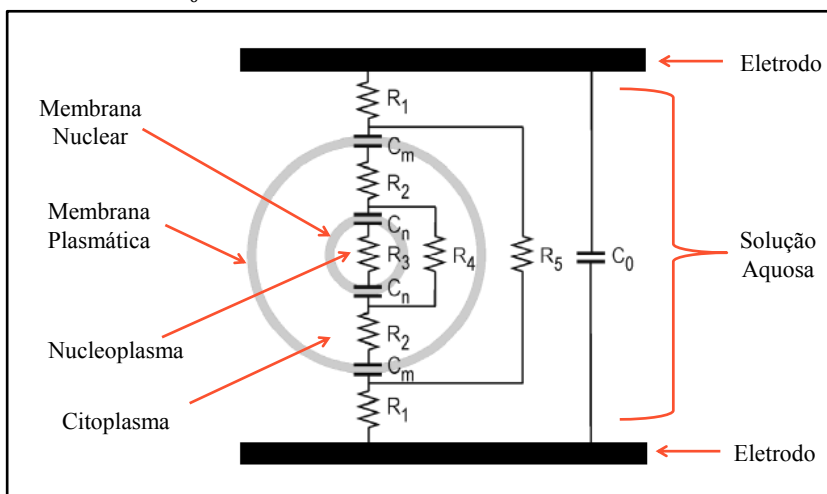 Eletrodo
R1
Membrana
Nuclear
Cm
R2
Membrana
Plasmática
Cn
R3
R4
R5
C0
Solução
Aquosa
Cn
Nucleoplasma
R2
Cm
Citoplasma
R1
Eletrodo